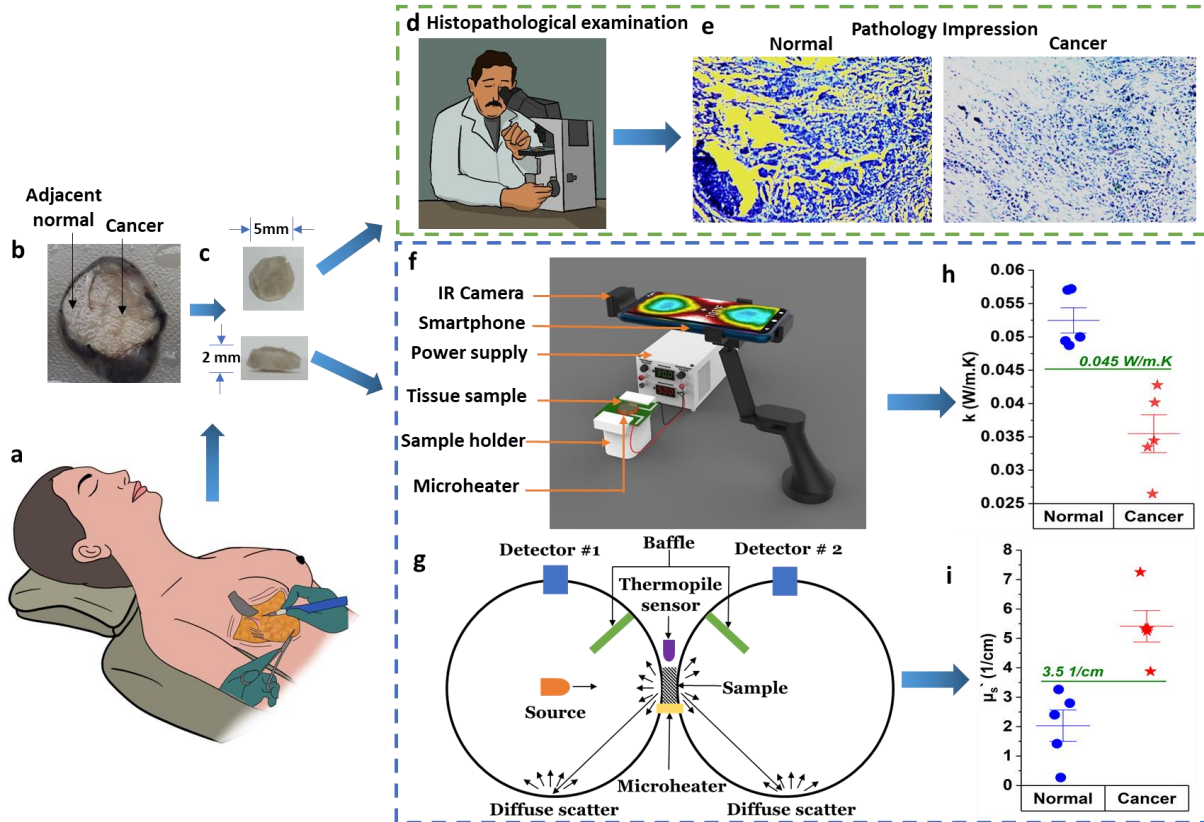 d Histopathological examination
e Pathology Impression
Normal
Cancer
Adjacent
normal
Cancer
b
c
5mm
2 mm
a
f
IR Camera
Smartphone
Power supply
Tissue sample
Sample holder
Microheater
h
0.06
0.055
0.05
0.045
0.04
0.035
0.03
0.025
k (W/m.K)
0.045 W/m.K
Normal
Cancer
g
Detector #1
Baffle
Detector # 2
Thermopile
sensor
Source
Sample
Microheater
Diffuse scatter
Diffuse scatter
i
8
7
6
5
4
3
2
1
0
μs` (1/cm)
3.5 1/cm
Normal
Cancer